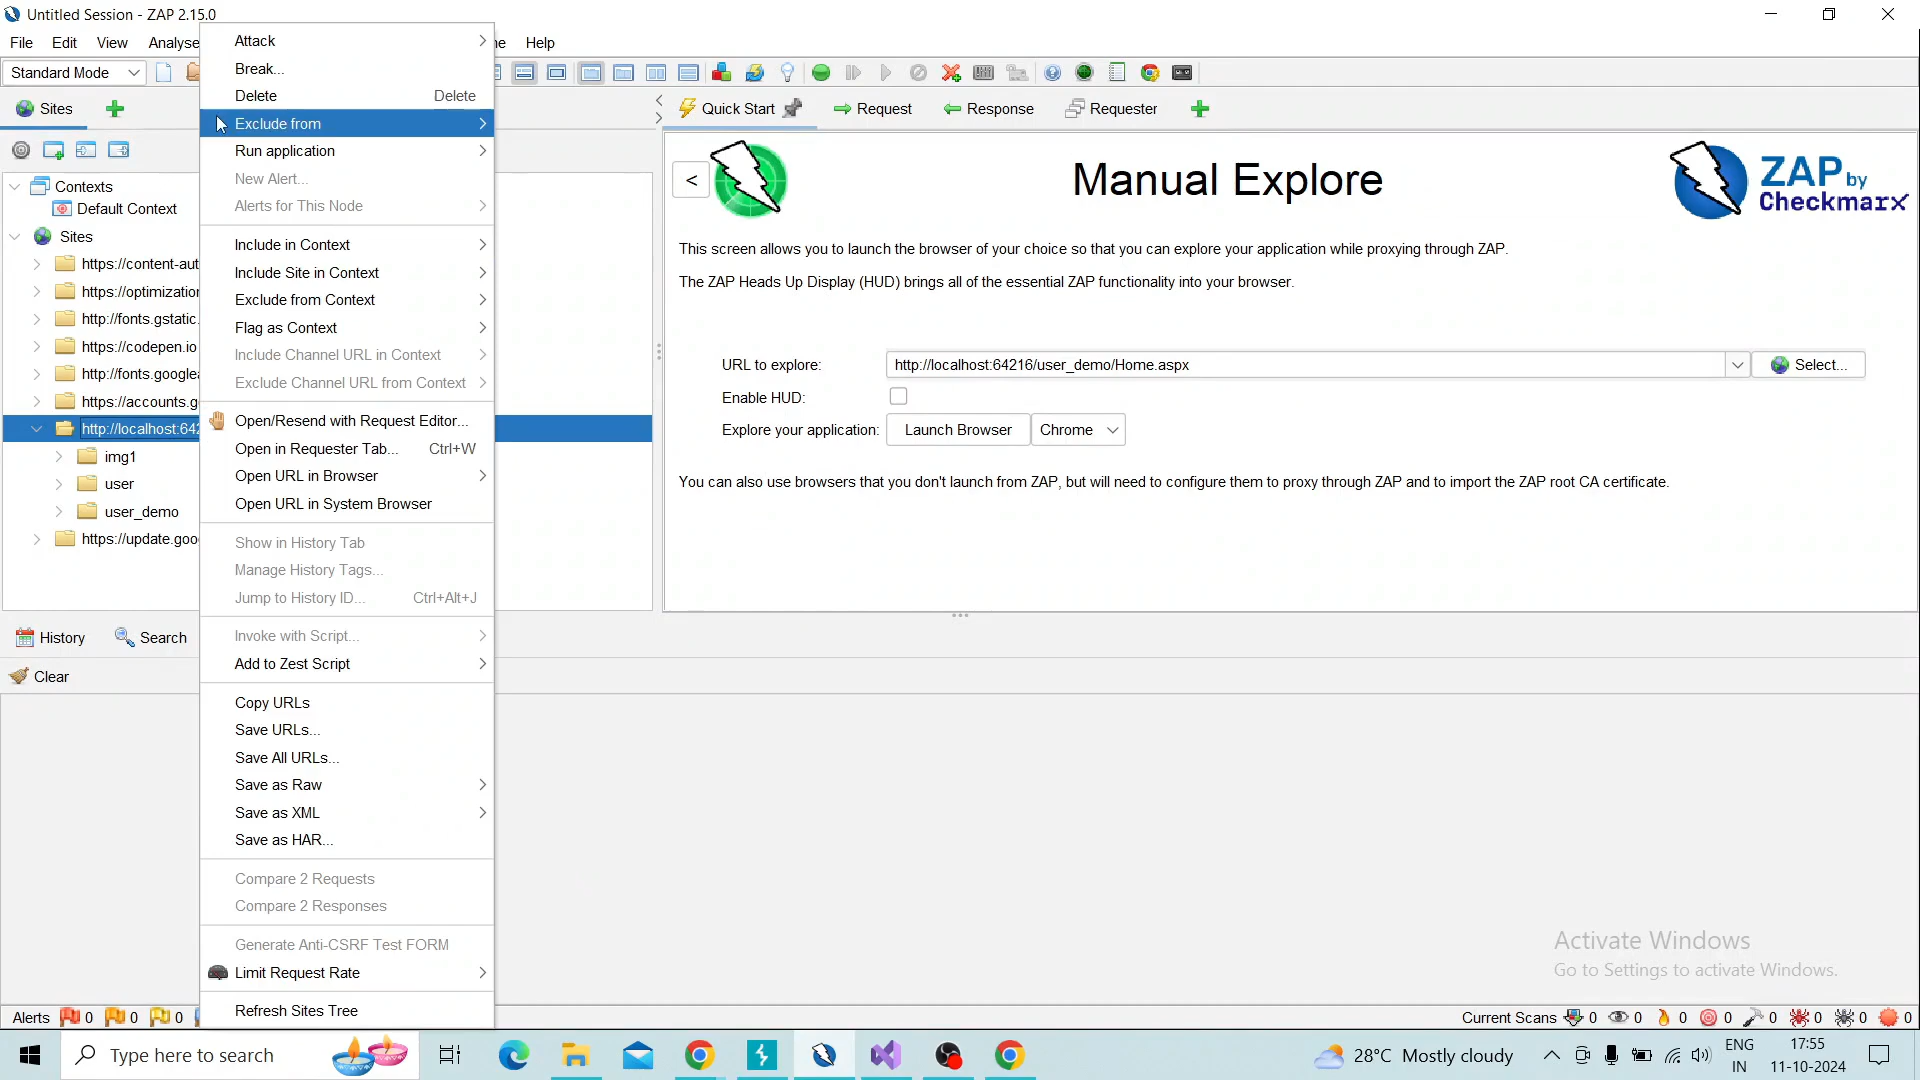 Untitled Session - ZAP 2.15.0
File Edit View Analyse
Help
Standard Mode
Sites
Quick Start
Request
Response
Requester
Contexts
Default Context
Sites
https://content-aut
https://optimization
http://fonts.gstatic.
https://codepen.io
http://fonts.googlea
https://accounts.g
http://localhost:642
img1
user
user_demo
https://update.goo
Attack
Break...
Delete Delete
Exclude from
Run application
New Alert...
Alerts for This Node
Include in Context
Include Site in Context
Exclude from Context
Flag as Context
Include Channel URL in Context
Exclude Channel URL from Context
Open/Resend with Request Editor...
Open in Requester Tab... Ctrl+W
Open URL in Browser
Open URL in System Browser
Show in History Tab
Manage History Tags...
Jump to History ID... Ctrl+Alt+J
Invoke with Script...
Add to Zest Script
Copy URLs
Save URLs...
Save All URLs...
Save as Raw
Save as XML
Save as HAR...
Compare 2 Requests
Compare 2 Responses
Generate Anti-CSRF Test FORM
Limit Request Rate
Refresh Sites Tree
<
Manual Explore
ZAP by
Checkmarx
This screen allows you to launch the browser of your choice so that you can explore your application while proxying through ZAP.
The ZAP Heads Up Display (HUD) brings all of the essential ZAP functionality into your browser.
URL to explore: http://localhost:64216/user_demo/Home.aspx Select...
Enable HUD:
Explore your application: Launch Browser Chrome
You can also use browsers that you don't launch from ZAP, but will need to configure them to proxy through ZAP and to import the ZAP root CA certificate.
History
Search
Clear
Activate Windows
Go to Settings to activate Windows.
Alerts 0 0 0
Current Scans 0 0 0 0 0 0 0 0
Type here to search
28°C Mostly cloudy
ENG
IN
17:55
11-10-2024